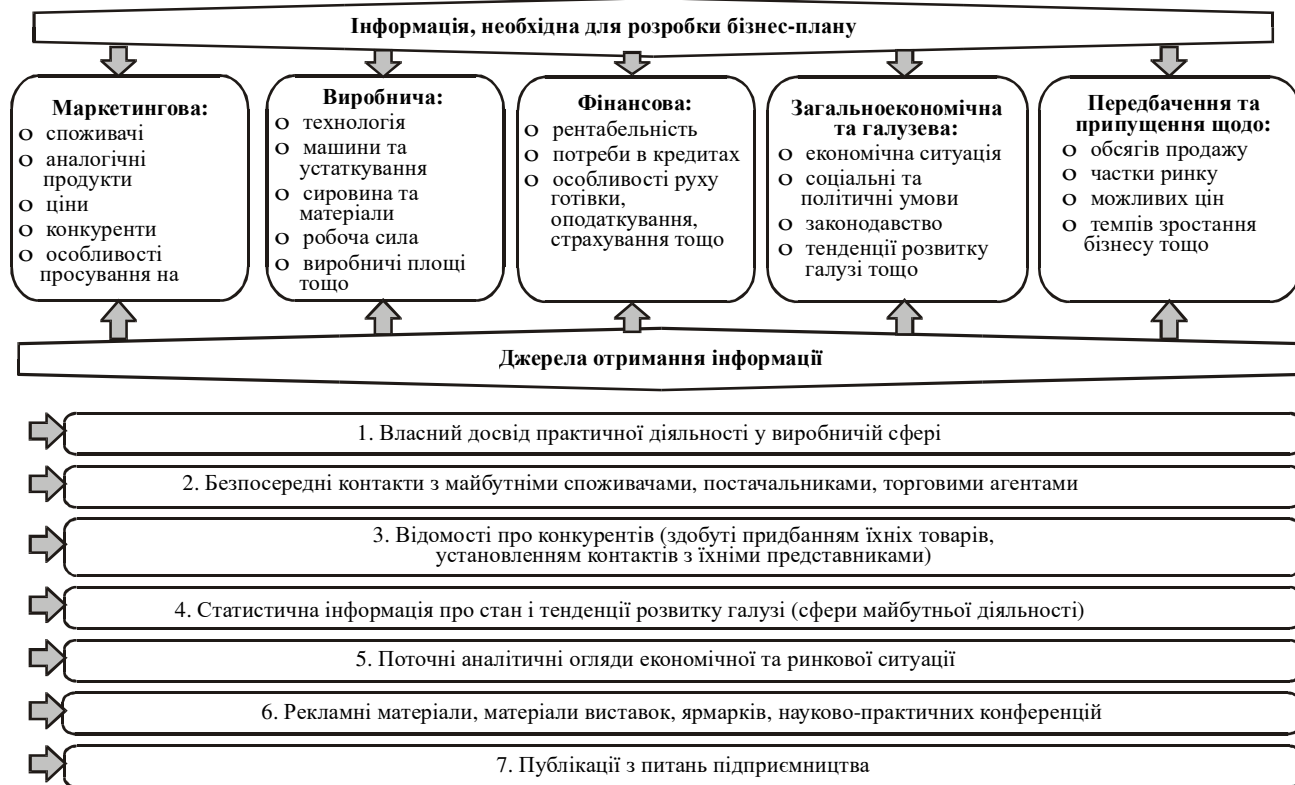 Інформація, необхідна для розробки бізнес-плану
Маркетингова:
o споживачі
o аналогічні
продукти
o ціни
o конкуренти
o особливості
просування на
Виробнича:
o технологія
o машини та
устаткування
o сировина та
матеріали
o робоча сила
o виробничі площі
тощо
Фінансова:
o рентабельність
o потреби в кредитах
o особливості руху
готівки,
оподаткування,
страхування тощо
Загальноекономічна
та галузева:
o економічна ситуація
o соціальні та
політичні умови
o законодавство
o тенденції розвитку
галузі тощо
Передбачення та
припущення щодо:
o обсягів продажу
o частки ринку
o можливих цін
o темпів зростання
бізнесу тощо
Джерела отримання інформації
1. Власний досвід практичної діяльності у виробничій сфері
2. Безпосередні контакти з майбутніми споживачами, постачальниками, торговими агентами
3. Відомості про конкурентів (здобуті придбанням їхніх товарів,
установленням контактів з їхніми представниками)
4. Статистична інформація про стан і тенденції розвитку галузі (сфери майбутньої діяльності)
5. Поточні аналітичні огляди економічної та ринкової ситуації
6. Рекламні матеріали, матеріали виставок, ярмарків, науково-практичних конференцій
7. Публікації з питань підприємництва